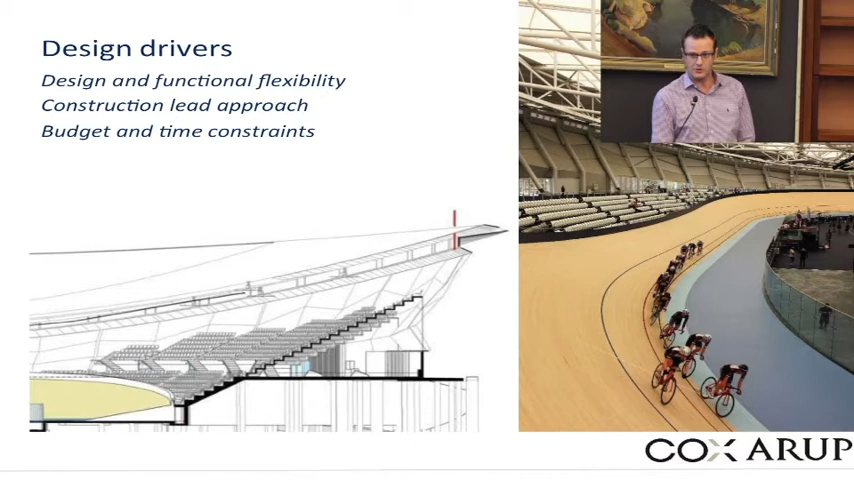 Design drivers
Design and functional flexibility
Construction lead approach
Budget and time constraints
COX ARUP